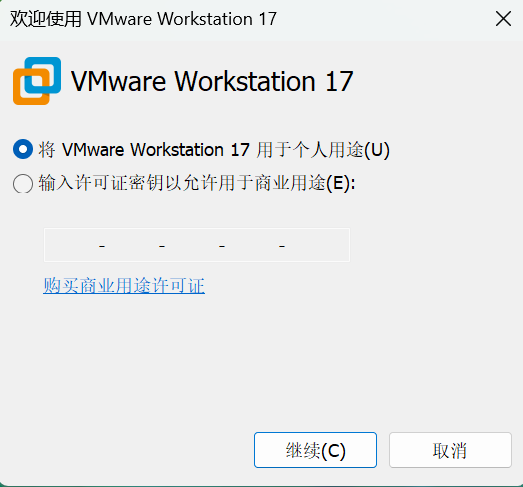 欢迎使用 VMware Workstation 17
VMware Workstation 17
将 VMware Workstation 17 用于个人用途(U)
输入许可证密钥以允许用于商业用途(E):
- - - -
购买商业用途许可证
继续(C) 取消